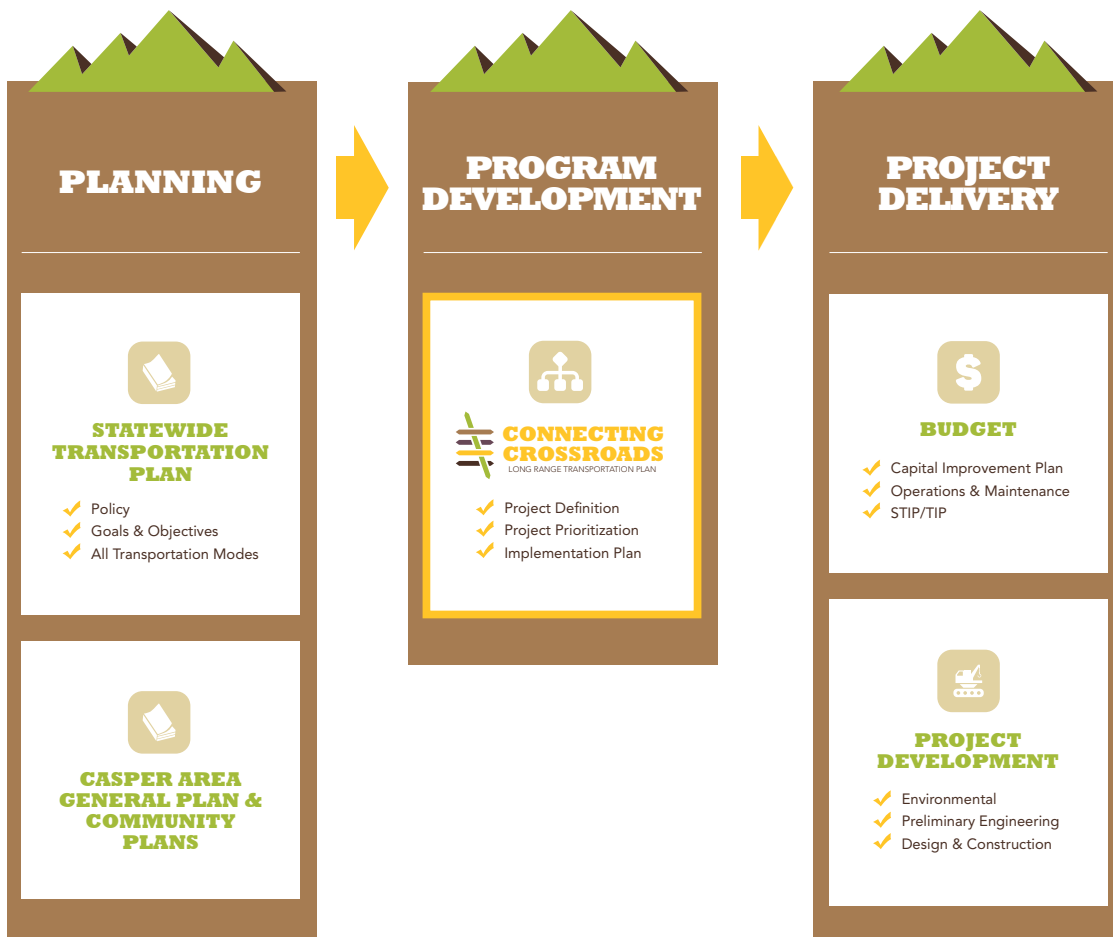 PLANNING
STATEWIDE
TRANSPORTATION
PLAN
Policy
Goals & Objectives
All Transportation Modes
CASPER AREA
GENERAL PLAN &
COMMUNITY
PLANS
PROGRAM
DEVELOPMENT
CONNECTING
CROSSROADS
LONG RANGE TRANSPORTATION PLAN
Project Definition
Project Prioritization
Implementation Plan
PROJECT
DELIVERY
$
BUDGET
Capital Improvement Plan
Operations & Maintenance
STIP/TIP
PROJECT
DEVELOPMENT
Environmental
Preliminary Engineering
Design & Construction